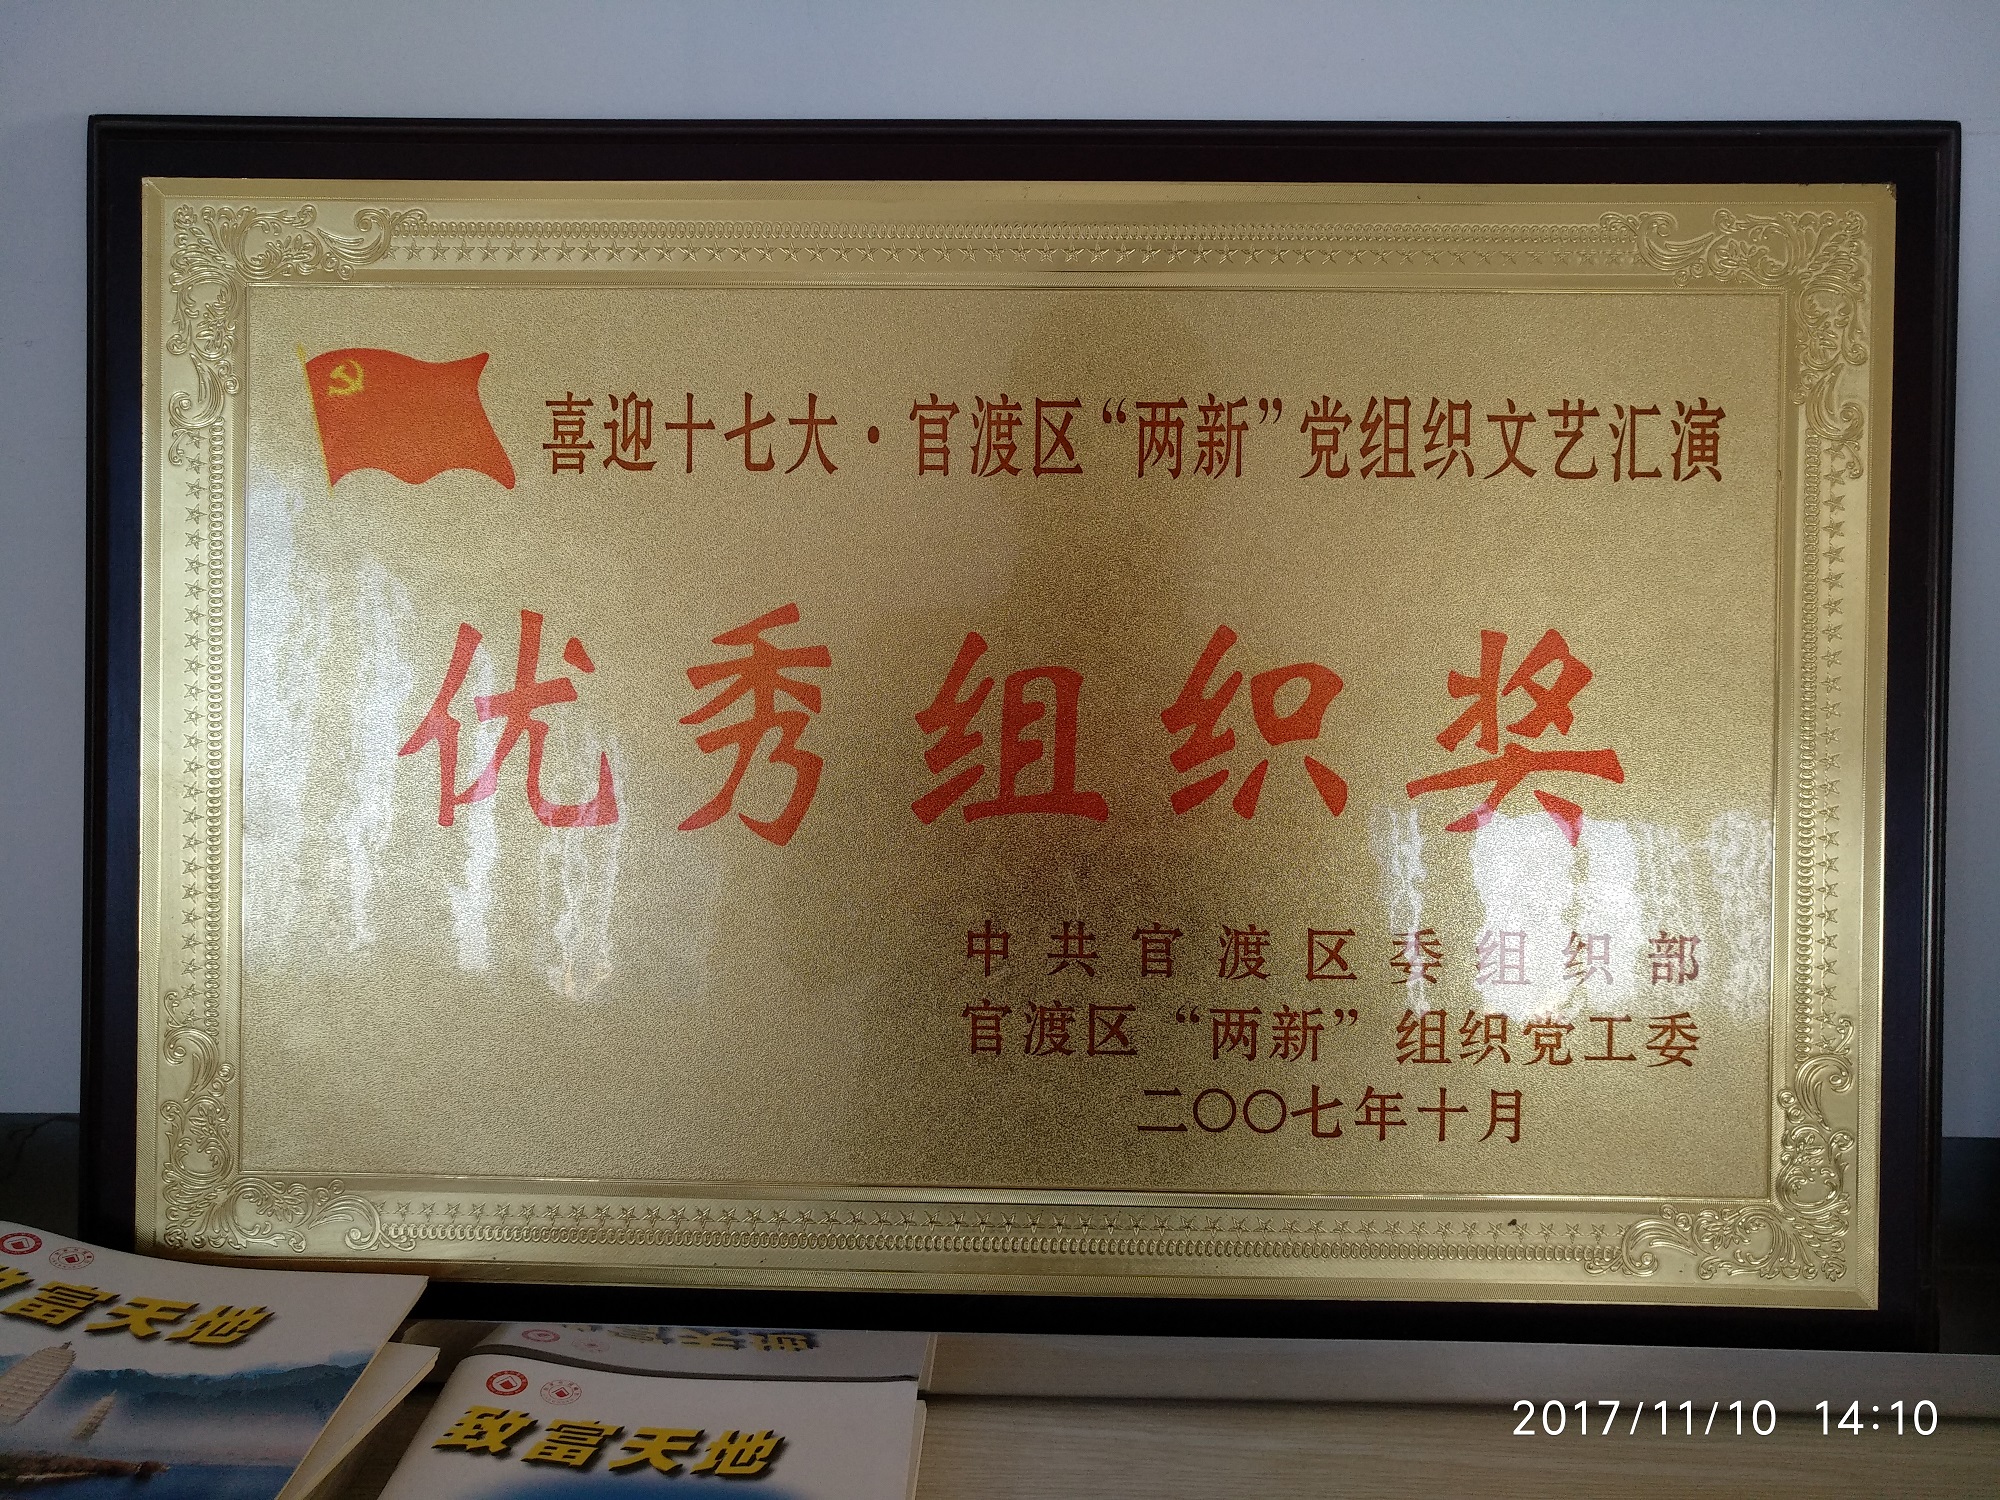 喜迎十七大·官渡区“两新”党组织文艺汇演
优秀组织奖
中共官渡区委组织部
官渡区“两新”组织党工委
二〇〇七年十月
致富天地
致富天地
2017/11/10 14:10